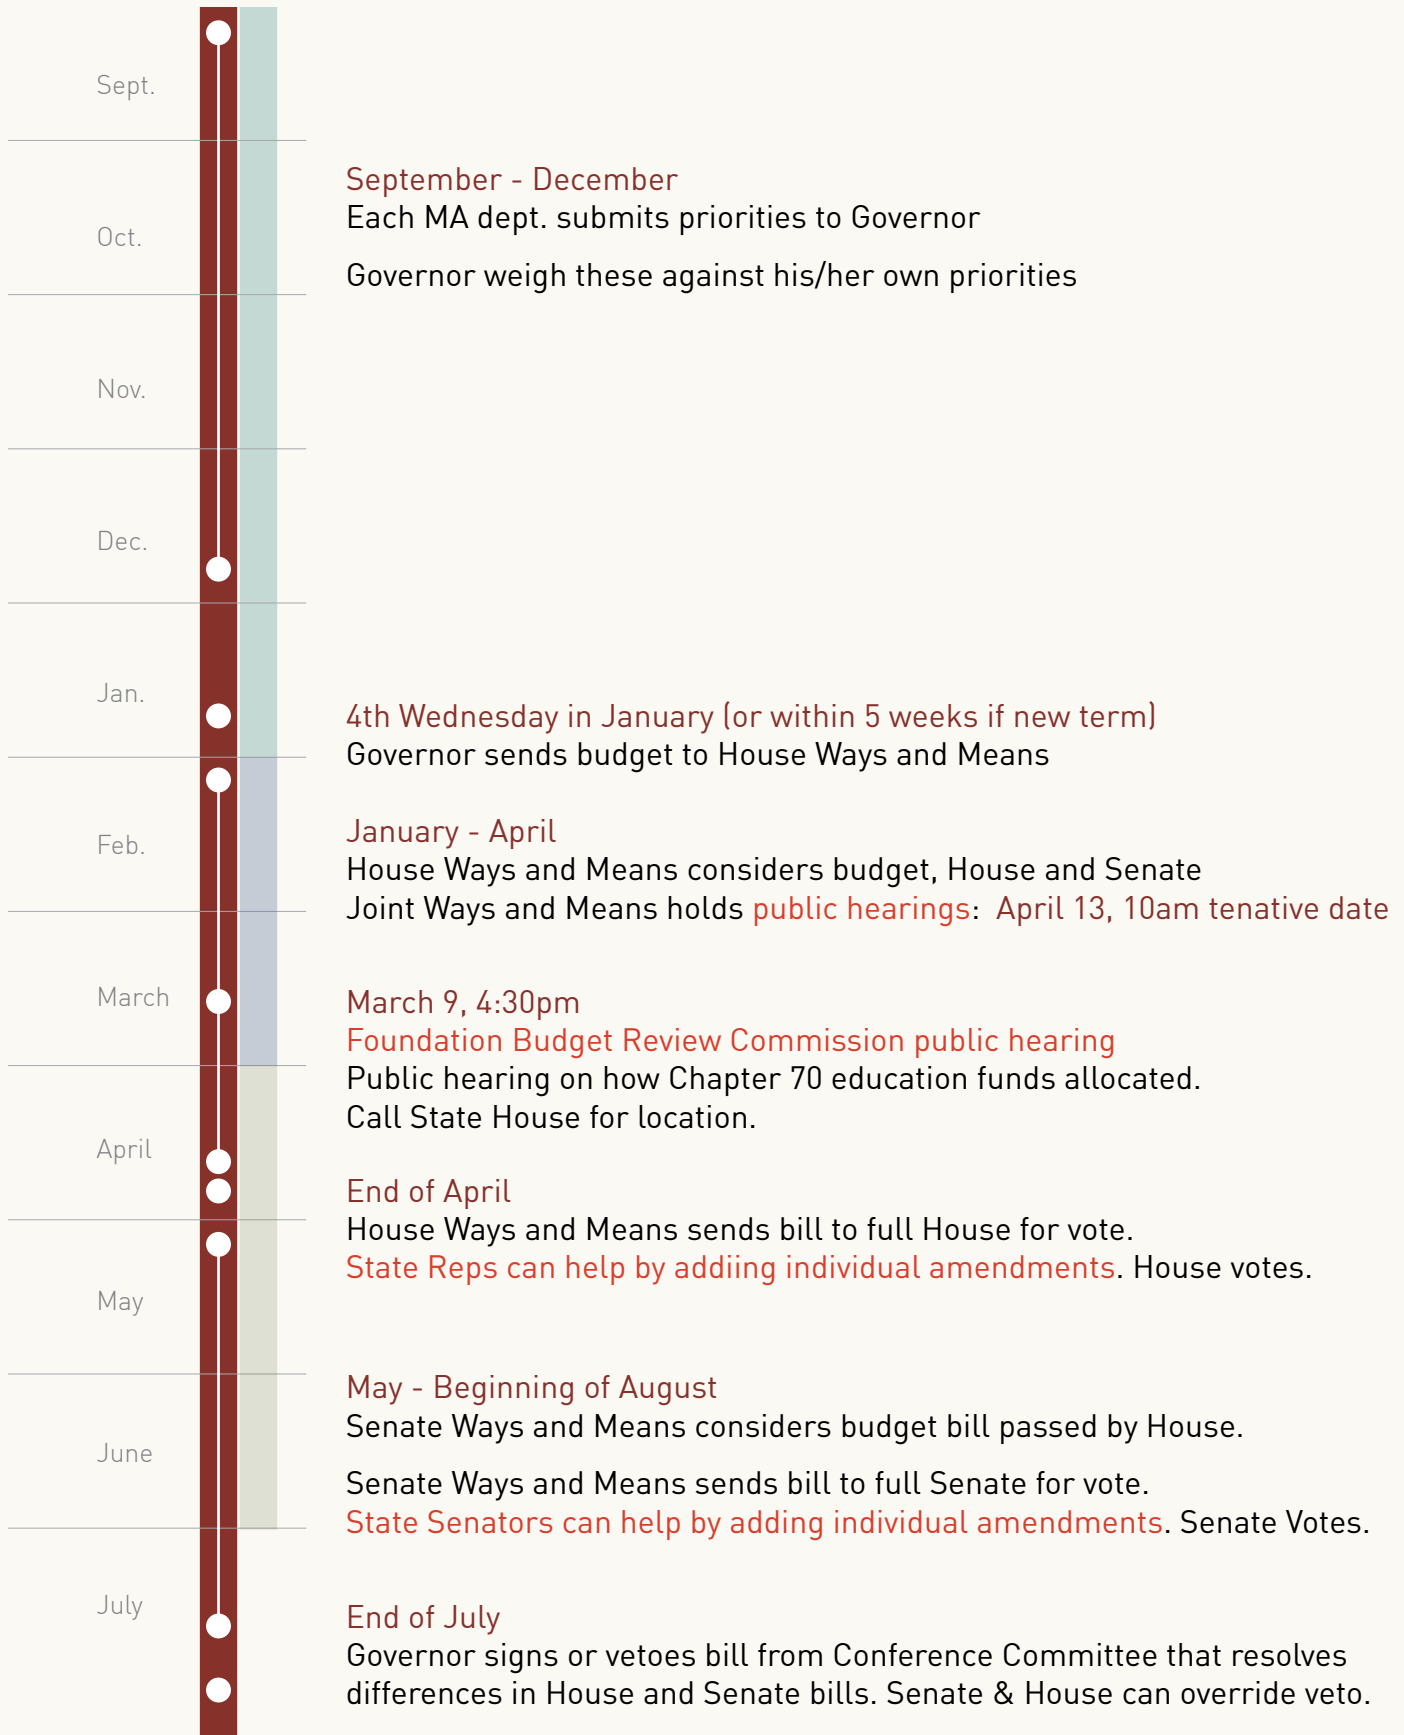 Sept.
Oct.
Nov.
Dec.
Jan.
Feb.
March
April
May
June
July
September - December
Each MA dept. submits priorities to Governor
Governor weigh these against his/her own priorities
4th Wednesday in January (or within 5 weeks if new term)
Governor sends budget to House Ways and Means
January - April
House Ways and Means considers budget, House and Senate
Joint Ways and Means holds public hearings: April 13, 10am tenative date
March 9, 4:30pm
Foundation Budget Review Commission public hearing
Public hearing on how Chapter 70 education funds allocated.
Call State House for location.
End of April
House Ways and Means sends bill to full House for vote.
State Reps can help by addiing individual amendments. House votes.
May - Beginning of August
Senate Ways and Means considers budget bill passed by House.
Senate Ways and Means sends bill to full Senate for vote.
State Senators can help by adding individual amendments. Senate Votes.
End of July
Governor signs or vetoes bill from Conference Committee that resolves
differences in House and Senate bills. Senate & House can override veto.